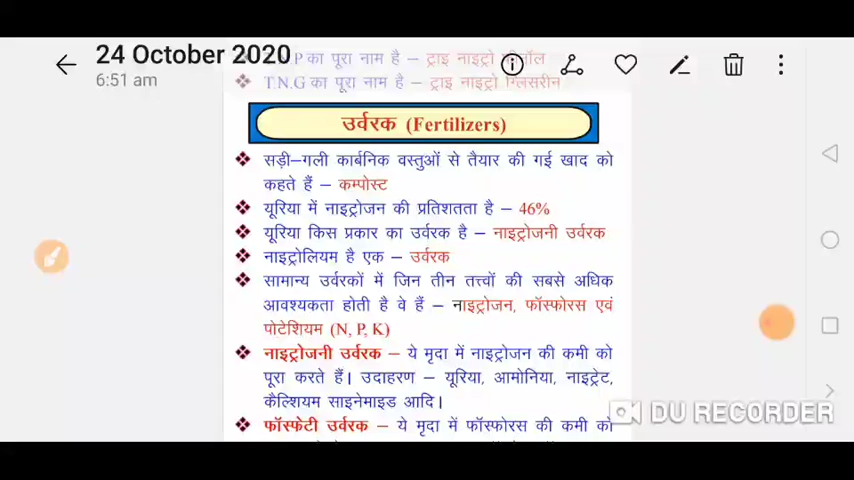 24 October 2020
6:51 am
P का पूरा नाम है – ट्राइ नाइट्रो
T.N.G का पूरा नाम है – ट्राइ नाइट्रो ग्लिसरीन
उर्वरक (Fertilizers)
सड़ी–गली कार्बनिक वस्तुओं से तैयार की गई खाद को
कहते हैं – कम्पोस्ट
यूरिया में नाइट्रोजन की प्रतिशतता है – 46%
यूरिया किस प्रकार का उर्वरक है – नाइट्रोजनी उर्वरक
नाइट्रोलियम है एक – उर्वरक
सामान्य उर्वरकों में जिन तीन तत्त्वों की सबसे अधिक
आवश्यकता होती है वे हैं – नाइट्रोजन, फॉस्फोरस एवं
पोटेशियम (N, P, K)
नाइट्रोजनी उर्वरक – ये मृदा में नाइट्रोजन की कमी को
पूरा करते हैं। उदाहरण – यूरिया, आमोनिया, नाइट्रेट,
कैल्शियम साइनेमाइड आदि।
फॉस्फेटी उर्वरक – ये मृदा में फॉस्फोरस की कमी को
DU RECORDER